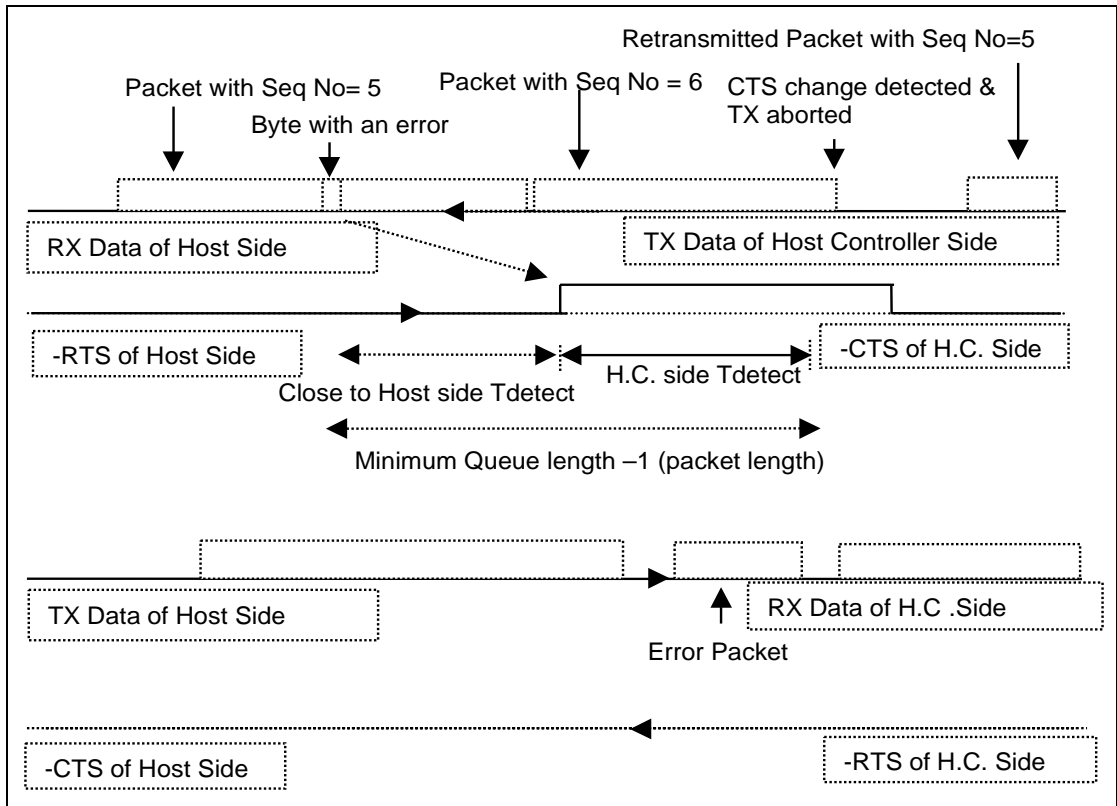 Retransmitted Packet with Seq No=5
Packet with Seq No= 5
Packet with Seq No = 6
CTS change detected &
TX aborted
Byte with an error
RX Data of Host Side
TX Data of Host Controller Side
-RTS of Host Side
-CTS of H.C. Side
Close to Host side Tdetect
H.C. side Tdetect
Minimum Queue length –1 (packet length)
TX Data of Host Side
RX Data of H.C .Side
Error Packet
-CTS of Host Side
-RTS of H.C. Side